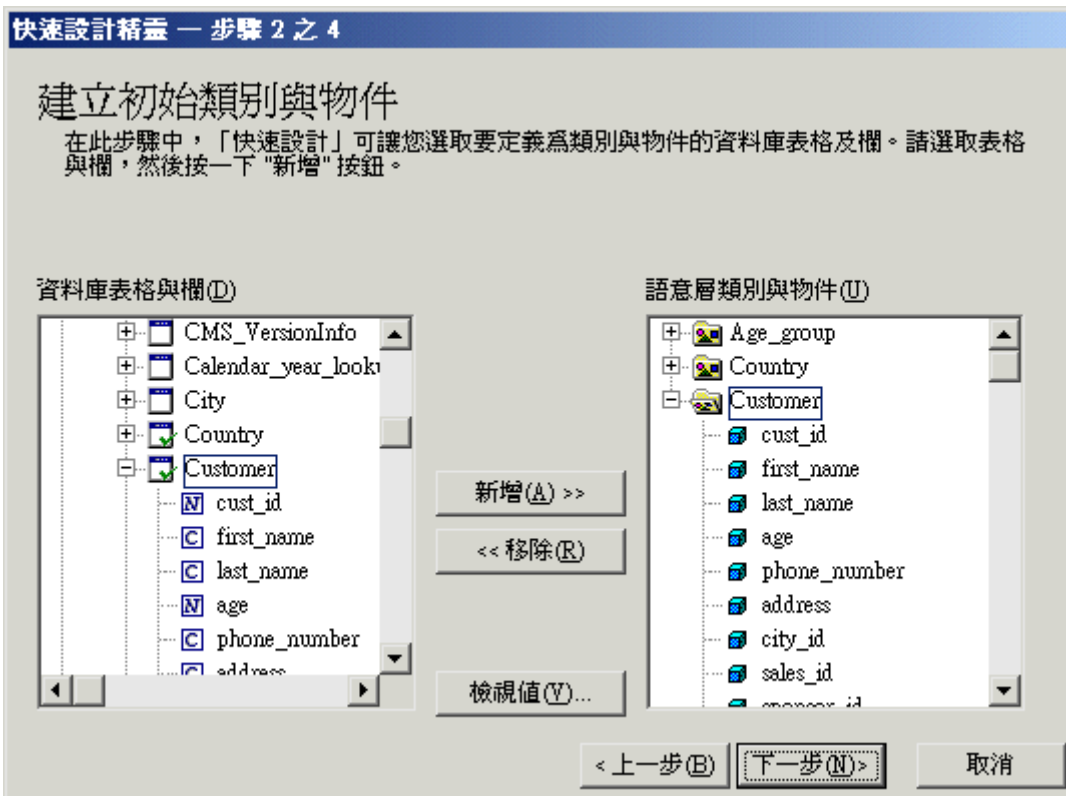 快速設計精靈 — 步驟 2 之 4
建立初始類別與物件
在此步驟中，「快速設計」可讓您選取要定義為類別與物件的資料庫表格及欄。請選取表格
與欄，然後按一下 "新增" 按鈕。
資料庫表格與欄(D)
CMS_VersionInfo
Calendar_year_looku
City
Country
Customer
cust_id
first_name
last_name
age
phone_number
address
新增(A) >>
<< 移除(R)
檢視值(V)...
語意層類別與物件(U)
Age_group
Country
Customer
cust_id
first_name
last_name
age
phone_number
address
city_id
sales_id
sponsor_id
< 上一步(B)
下一步(N)>
取消